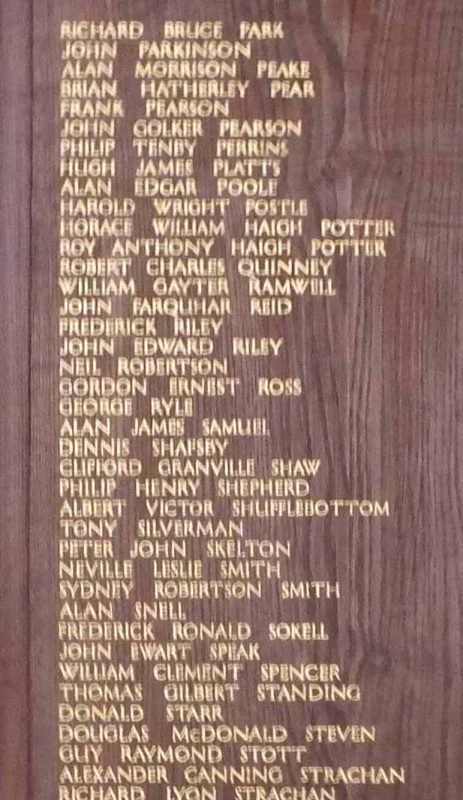 RICHARD BRUCE PARK
JOHN PARKINSON
ALAN MORRISON PEAKE
BRIAN HATHERLEY PEAR
FRANK PEARSON
JOHN GOLKER PEARSON
PHILIP TENBY PERRINS
HUGH JAMES PLATTS
ALAN EDGAR POOLE
HAROLD WRIGHT POSTLE
HORACE WILLIAM HAIGH POTTER
ROY ANTHONY HAIGH POTTER
ROBERT CHARLES QUINNEY
WILLIAM GAYTER RAMWELL
JOHN FARQUHAR REID
FREDERICK RILEY
JOHN EDWARD RILEY
NEIL ROBERTSON
GORDON ERNEST ROSS
GEORGE RYLE
ALAN JAMES SAMUEL
DENNIS SHAFSBY
CLIFFORD GRANVILLE SHAW
PHILIP HENRY SHEPHERD
ALBERT VICTOR SHUFFLEBOTTOM
TONY SILVERMAN
PETER JOHN SKELTON
NEVILLE LESLIE SMITH
SYDNEY ROBERTSON SMITH
ALAN SNELL
FREDERICK RONALD SOKELL
JOHN EWART SPEAK
WILLIAM CLEMENT SPENCER
THOMAS GILBERT STANDING
DONALD STARR
DOUGLAS McDONALD STEVEN
GUY RAYMOND STOTT
ALEXANDER CANNING STRACHAN
RICHARD LYON STRACHAN